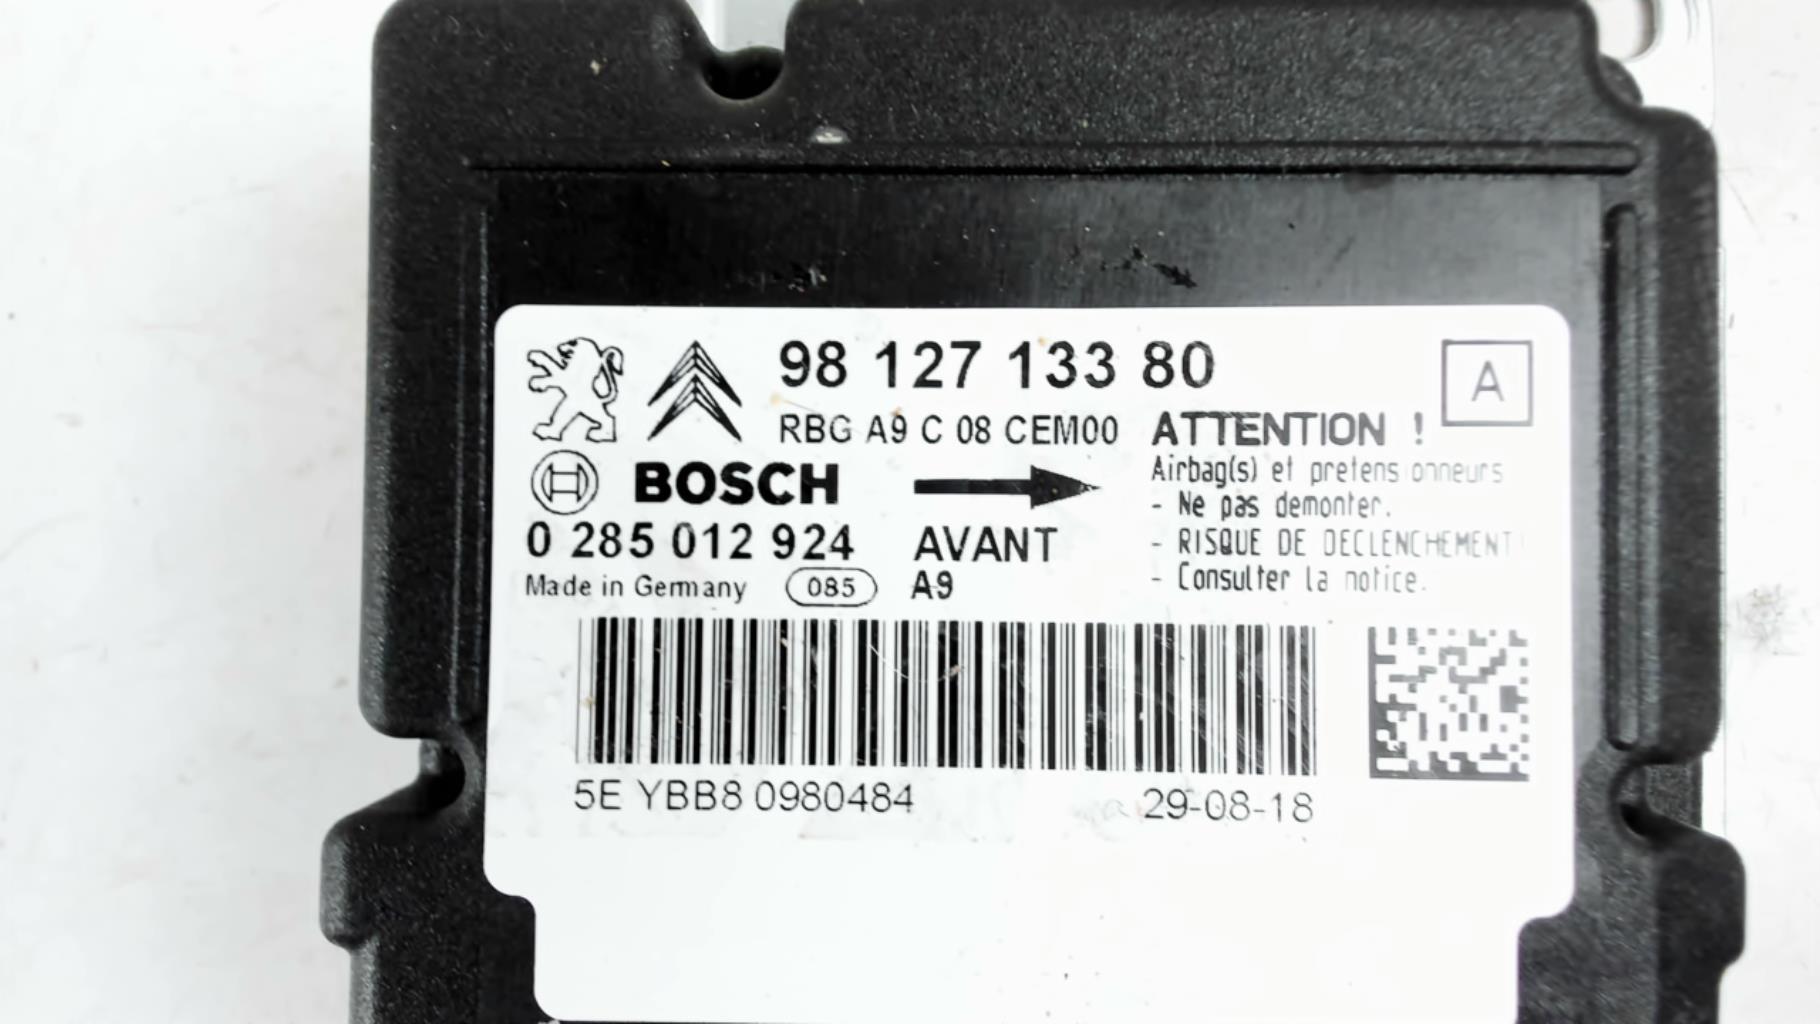 98 127 133 80
A
RBG A9 C 08 CEM00
ATTENTION !
Airbag(s) et pretensionneurs
- Ne pas demonter.
- RISQUE DE DECLENCHEMENT!
- Consulter la notice.
BOSCH
0 285 012 924
AVANT
Made in Germany
085
A9
5E YBB8 0980484
29-08-18